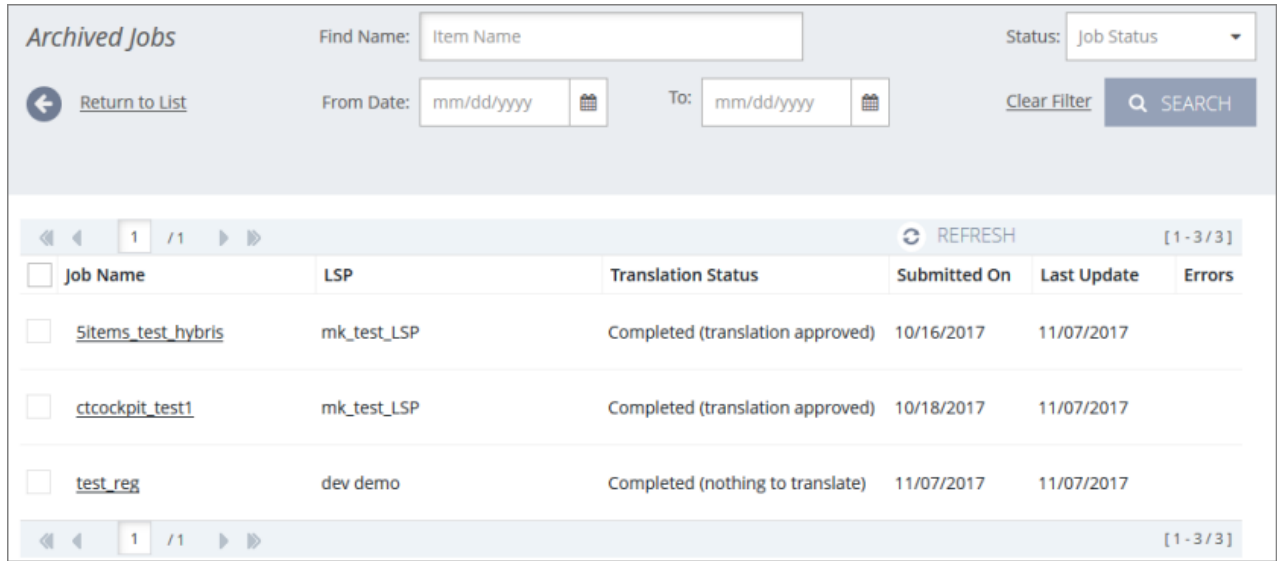 Archived Jobs Find Name: Item Name Status: Job Status
Return to List From Date: mm/dd/yyyy To: mm/dd/yyyy Clear Filter SEARCH
1 / 1 REFRESH [ 1 - 3 / 3 ]
Job Name LSP Translation Status Submitted On Last Update Errors
5items_test_hybris mk_test_LSP Completed (translation approved) 10/16/2017 11/07/2017
ctcockpit_test1 mk_test_LSP Completed (translation approved) 10/18/2017 11/07/2017
test_reg dev demo Completed (nothing to translate) 11/07/2017 11/07/2017
1 / 1 [ 1 - 3 / 3 ]